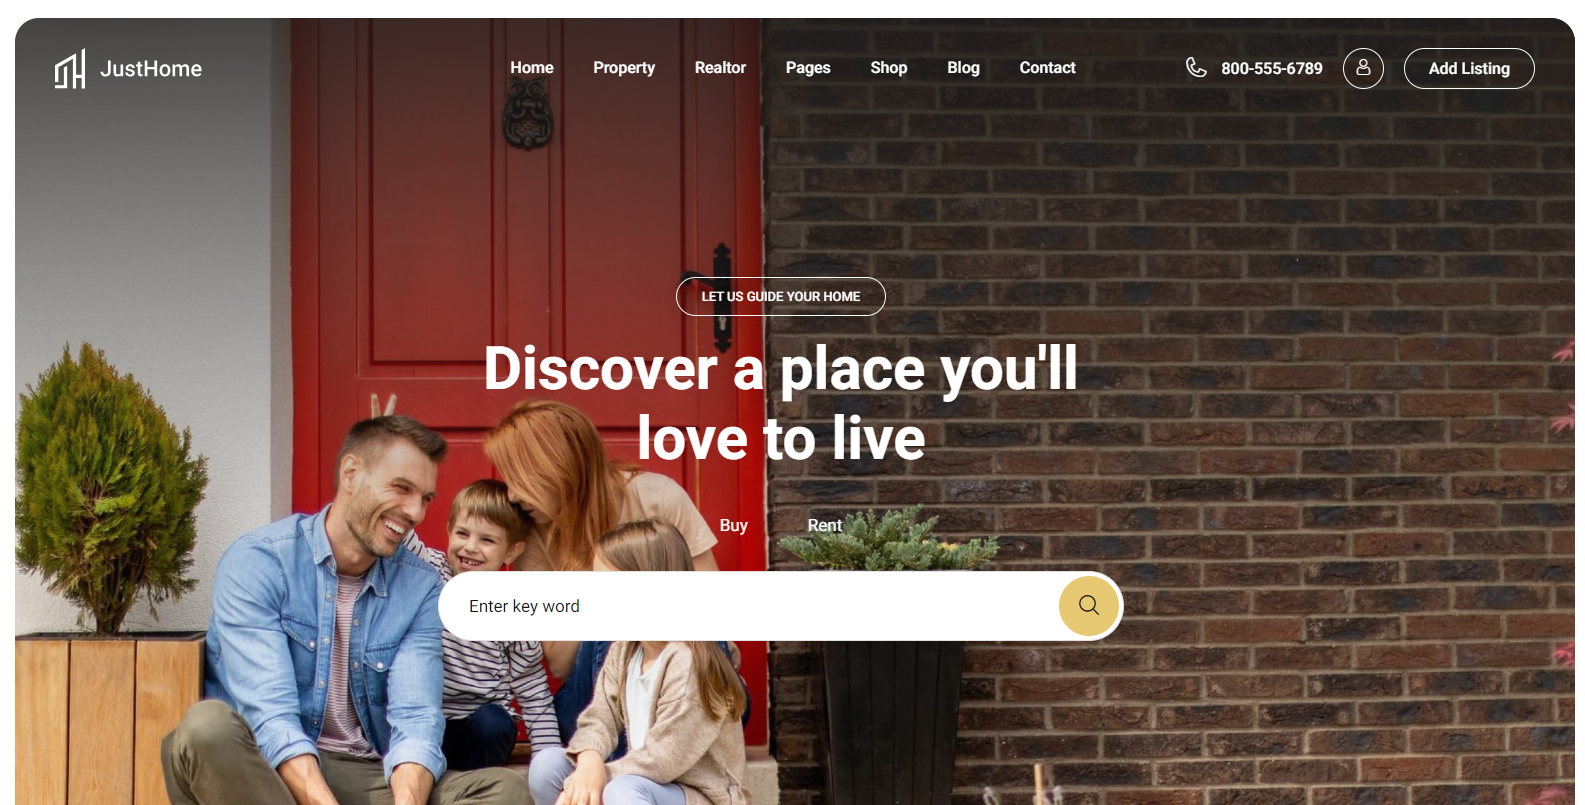 JustHome
Home Property Realtor Pages Shop Blog Contact
800-555-6789
Add Listing
LET US GUIDE YOUR HOME
Discover a place you'll
love to live
Buy Rent
Enter key word